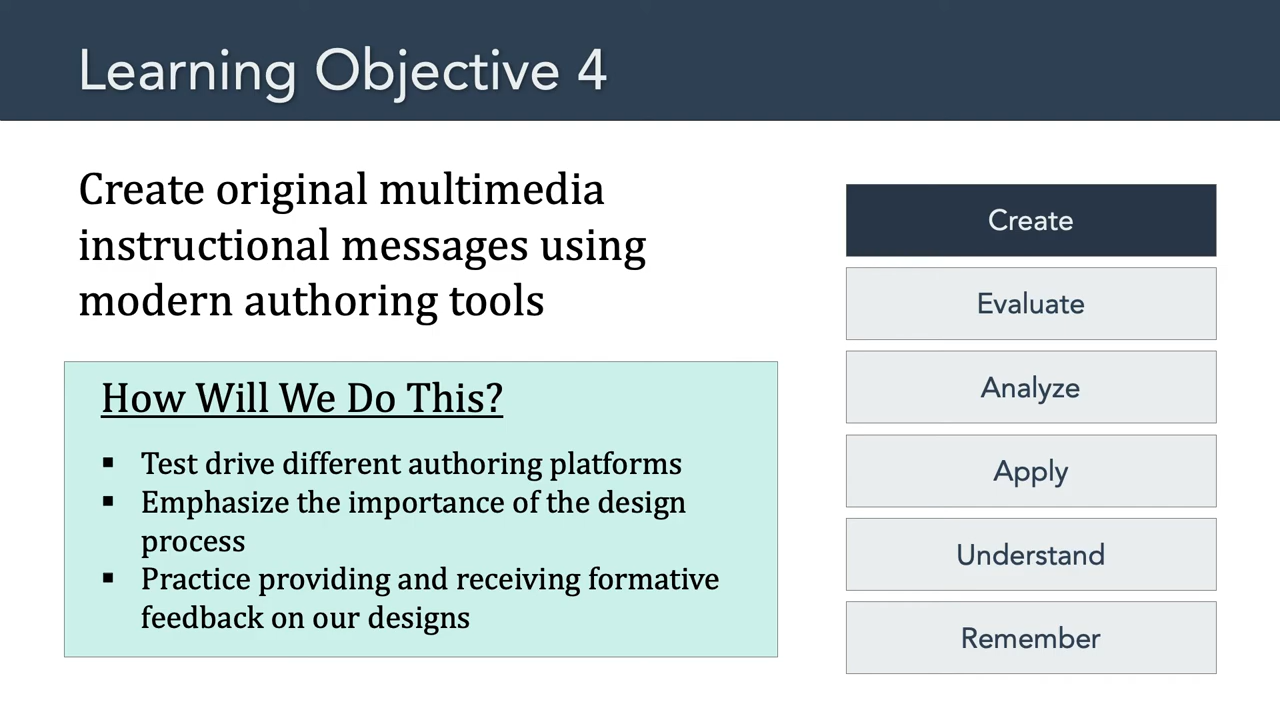 Learning Objective 4
Create original multimedia
instructional messages using
modern authoring tools
How Will We Do This?
▪ Test drive different authoring platforms
▪ Emphasize the importance of the design
process
▪ Practice providing and receiving formative
feedback on our designs
Create
Evaluate
Analyze
Apply
Understand
Remember